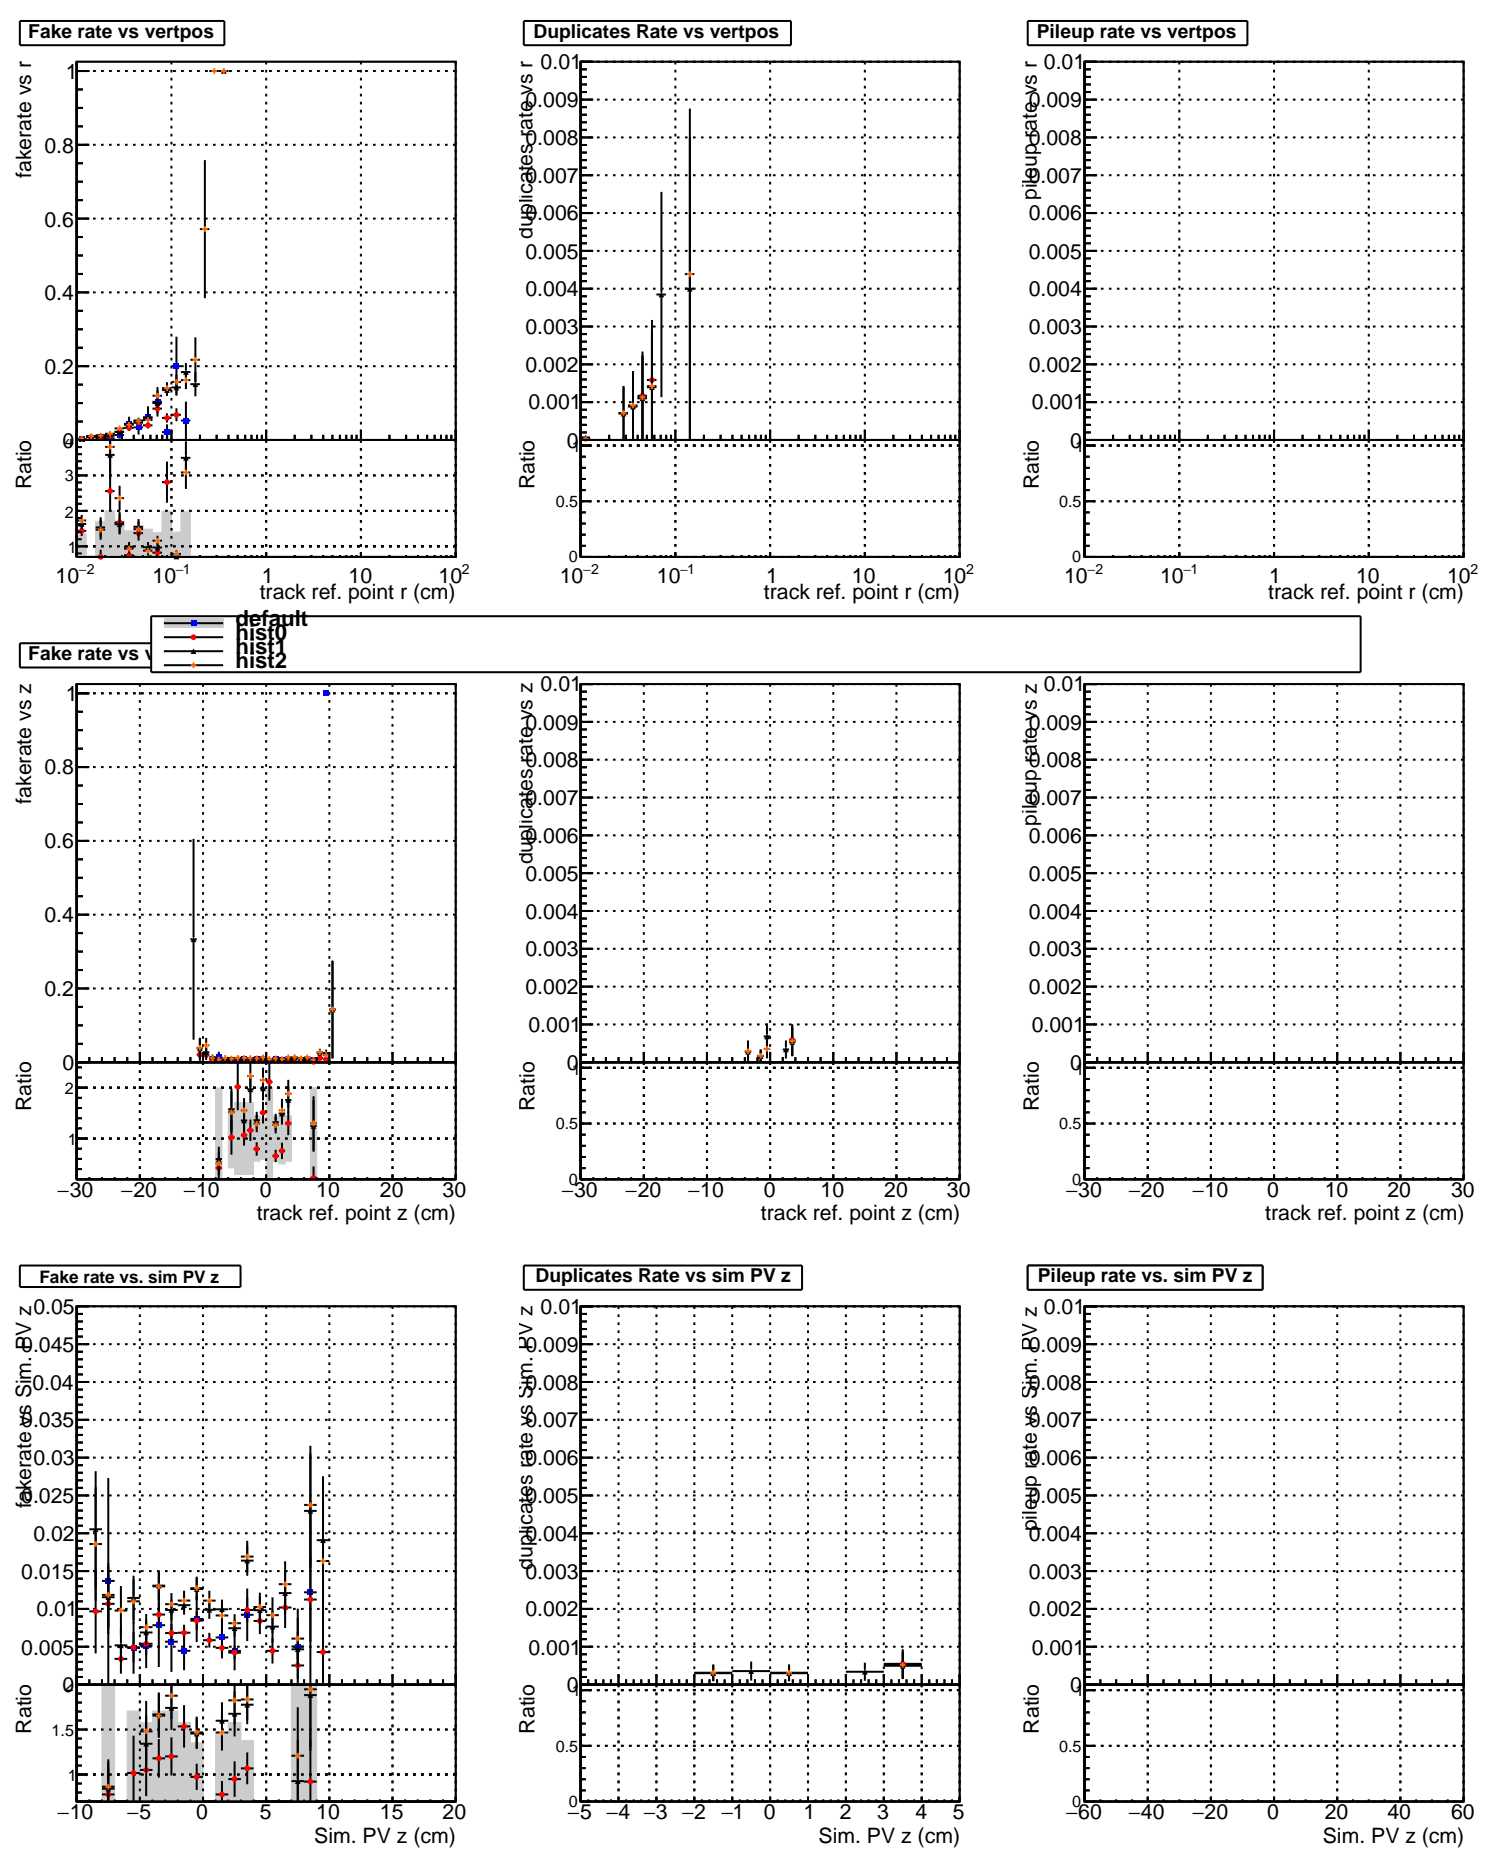 Fake rate vs vertpos
fakerate vs r
1
0.8
0.6
0.4
0.2
0
Ratio
3
2
1
10−2 10−1 1 10 102
track ref. point r (cm)
Duplicates Rate vs vertpos
duplicates rate vs r
0.01
0.009
0.008
0.007
0.006
0.005
0.004
0.003
0.002
0.001
0
Ratio
1
0.5
0
10−2 10−1 1 10 102
track ref. point r (cm)
Pileup rate vs vertpos
pileup rate vs r
0.01
0.009
0.008
0.007
0.006
0.005
0.004
0.003
0.002
0.001
0
Ratio
1
0.5
0
10−2 10−1 1 10 102
track ref. point r (cm)
default
hist0
hist1
hist2
Fake rate vs
fakerate vs z
1
0.8
0.6
0.4
0.2
0
Ratio
2
1
−30 −20 −10 0 10 20 30
track ref. point z (cm)
duplicates rate vs z
0.01
0.009
0.008
0.007
0.006
0.005
0.004
0.003
0.002
0.001
0
Ratio
1
0.5
0
−30 −20 −10 0 10 20 30
track ref. point z (cm)
pileup rate vs z
0.01
0.009
0.008
0.007
0.006
0.005
0.004
0.003
0.002
0.001
0
Ratio
1
0.5
0
−30 −20 −10 0 10 20 30
track ref. point z (cm)
Fake rate vs. sim PV z
fakerate vs Sim. PV z
0.05
0.045
0.04
0.035
0.03
0.025
0.02
0.015
0.01
0.005
0
Ratio
2
1.5
1
−10 −5 0 5 10 15 20
Sim. PV z (cm)
Duplicates Rate vs sim PV z
duplicates rate vs Sim. PV z
0.01
0.009
0.008
0.007
0.006
0.005
0.004
0.003
0.002
0.001
0
Ratio
1
0.5
0
−5 −4 −3 −2 −1 0 1 2 3 4 5
Sim. PV z (cm)
Pileup rate vs. sim PV z
pileup rate vs Sim. PV z
0.01
0.009
0.008
0.007
0.006
0.005
0.004
0.003
0.002
0.001
0
Ratio
1
0.5
0
−60 −40 −20 0 20 40 60
Sim. PV z (cm)